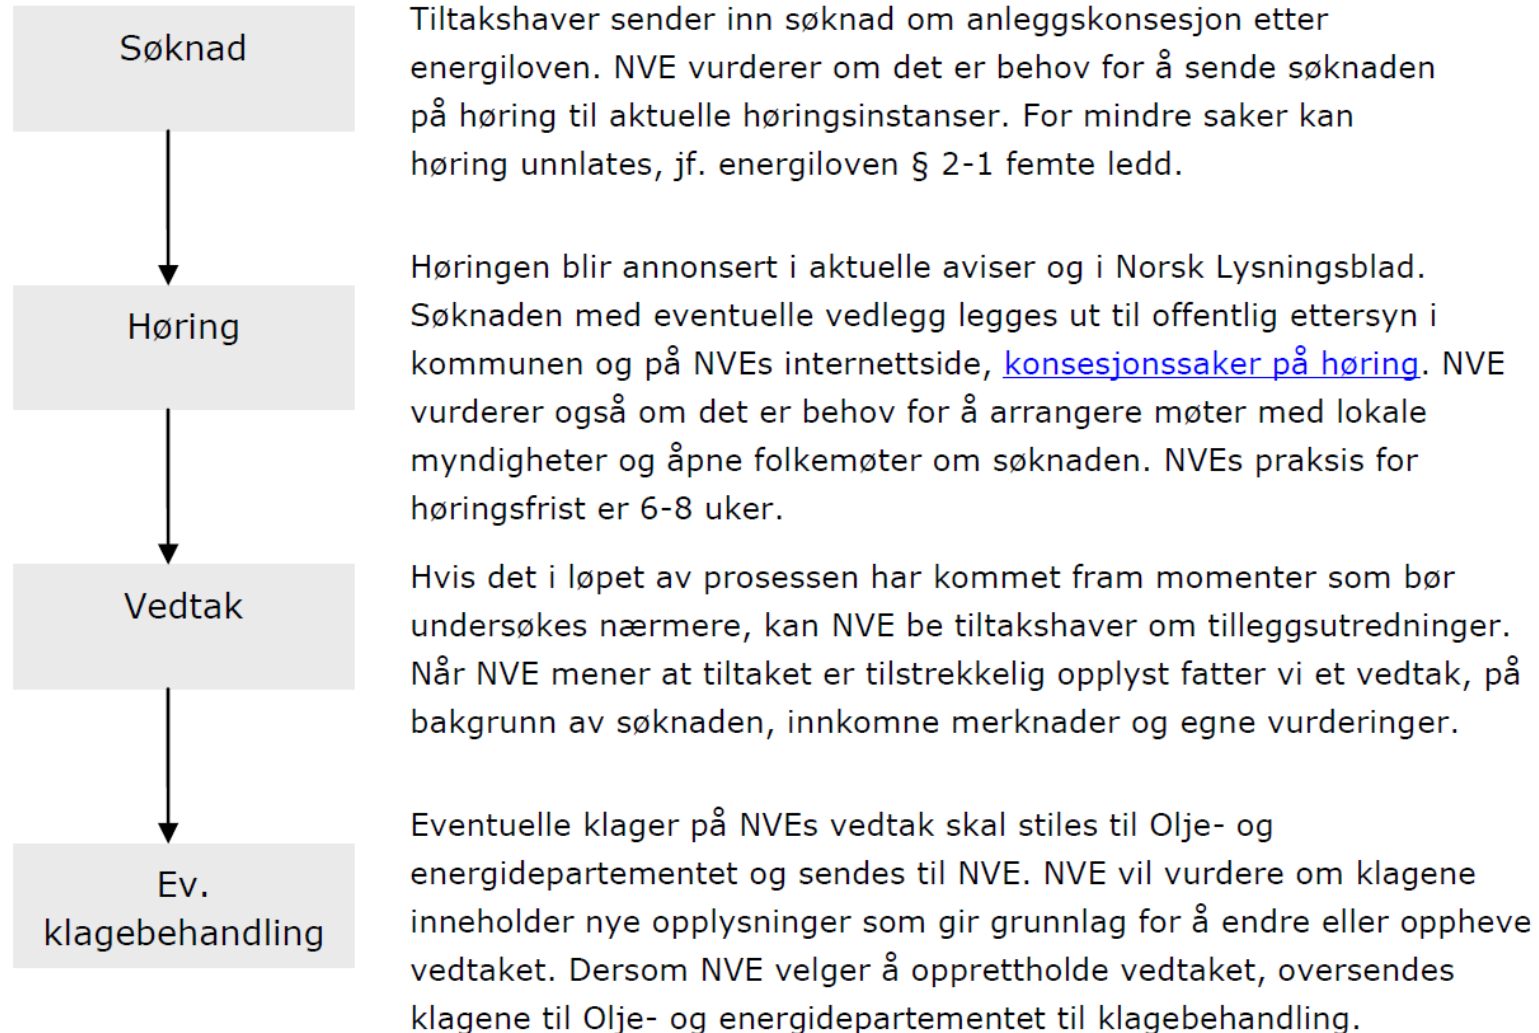 Søknad
Tiltakshaver sender inn søknad om anleggskonsesjon etter
energiloven. NVE vurderer om det er behov for å sende søknaden
på høring til aktuelle høringsinstanser. For mindre saker kan
høring unnlates, jf. energiloven § 2-1 femte ledd.
Høring
Høringen blir annonsert i aktuelle aviser og i Norsk Lysningsblad.
Søknaden med eventuelle vedlegg legges ut til offentlig ettersyn i
kommunen og på NVEs internettside, konsesjonssaker på høring. NVE
vurderer også om det er behov for å arrangere møter med lokale
myndigheter og åpne folkemøter om søknaden. NVEs praksis for
høringsfrist er 6-8 uker.
Vedtak
Hvis det i løpet av prosessen har kommet fram momenter som bør
undersøkes nærmere, kan NVE be tiltakshaver om tilleggsutredninger.
Når NVE mener at tiltaket er tilstrekkelig opplyst fatter vi et vedtak, på
bakgrunn av søknaden, innkomne merknader og egne vurderinger.
Ev.
klagebehandling
Eventuelle klager på NVEs vedtak skal stiles til Olje- og
energidepartementet og sendes til NVE. NVE vil vurdere om klagene
inneholder nye opplysninger som gir grunnlag for å endre eller oppheve
vedtaket. Dersom NVE velger å opprettholde vedtaket, oversendes
klagene til Olje- og energidepartementet til klagebehandling.